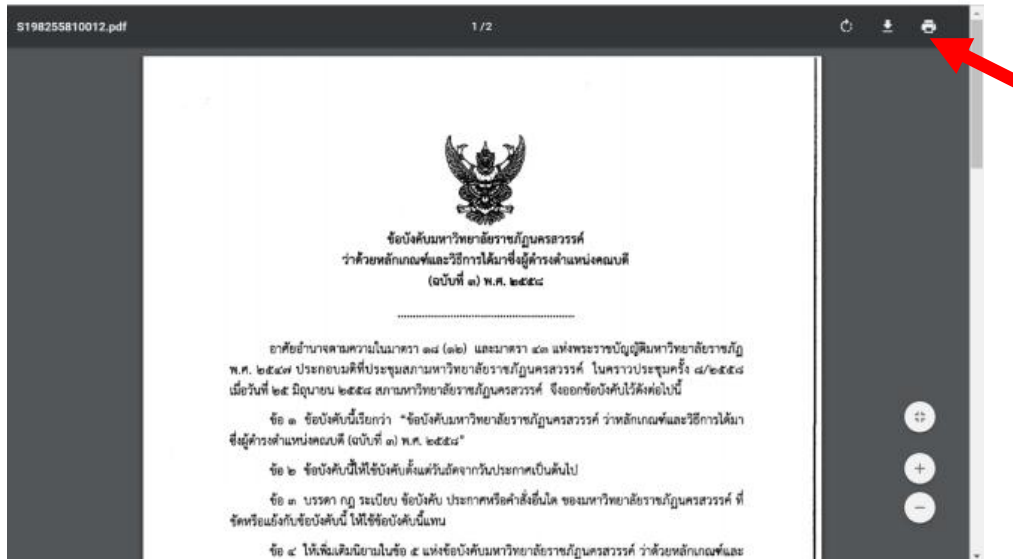 S198255810012.pdf
1/2
ข้อบังคับมหาวิทยาลัยราชภัฏนครสวรรค์
ว่าด้วยหลักเกณฑ์และวิธีการได้มาซึ่งผู้ดำรงตำแหน่งคณบดี
(ฉบับที่ ๓) พ.ศ. ๒๕๕๘
อาศัยอำนาจตามความในมาตรา ๑๘ (๑๒) และมาตรา ๔๓ แห่งพระราชบัญญัติมหาวิทยาลัยราชภัฏ
พ.ศ. ๒๕๔๗ ประกอบมติที่ประชุมสภามหาวิทยาลัยราชภัฏนครสวรรค์ ในคราวประชุมครั้ง ๘/๒๕๕๘
เมื่อวันที่ ๒๕ มิถุนายน ๒๕๕๘ สภามหาวิทยาลัยราชภัฏนครสวรรค์ จึงออกข้อบังคับไว้ดังต่อไปนี้
ข้อ ๑ ข้อบังคับนี้เรียกว่า "ข้อบังคับมหาวิทยาลัยราชภัฏนครสวรรค์ ว่าหลักเกณฑ์และวิธีการได้มา
ซึ่งผู้ดำรงตำแหน่งคณบดี (ฉบับที่ ๓) พ.ศ. ๒๕๕๘"
ข้อ ๒ ข้อบังคับนี้ให้ใช้บังคับตั้งแต่วันถัดจากวันประกาศเป็นต้นไป
ข้อ ๓ บรรดา กฎ ระเบียบ ข้อบังคับ ประกาศหรือคำสั่งอื่นใด ของมหาวิทยาลัยราชภัฏนครสวรรค์ ที่
ขัดหรือแย้งกับข้อบังคับนี้ ให้ใช้ข้อบังคับนี้แทน
ข้อ ๔ ให้เพิ่มเติมนิยามในข้อ ๕ แห่งข้อบังคับมหาวิทยาลัยราชภัฏนครสวรรค์ ว่าด้วยหลักเกณฑ์และ